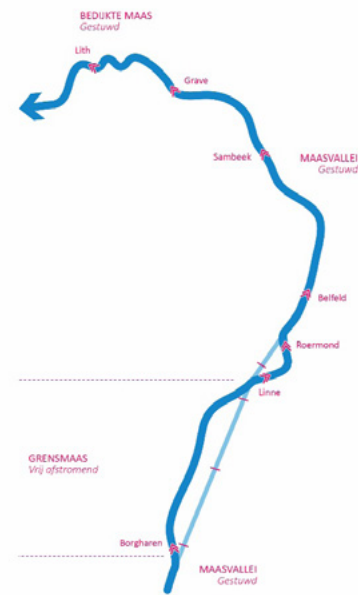 BEDIJKTE MAAS
Gestuwd
Lith
Grave
Sambeek
MAASVALLEI
Gestuwd
Belfeld
Roermond
Linne
GRENSMAAS
Vrij afstromend
Borgharen
MAASVALLEI
Gestuwd